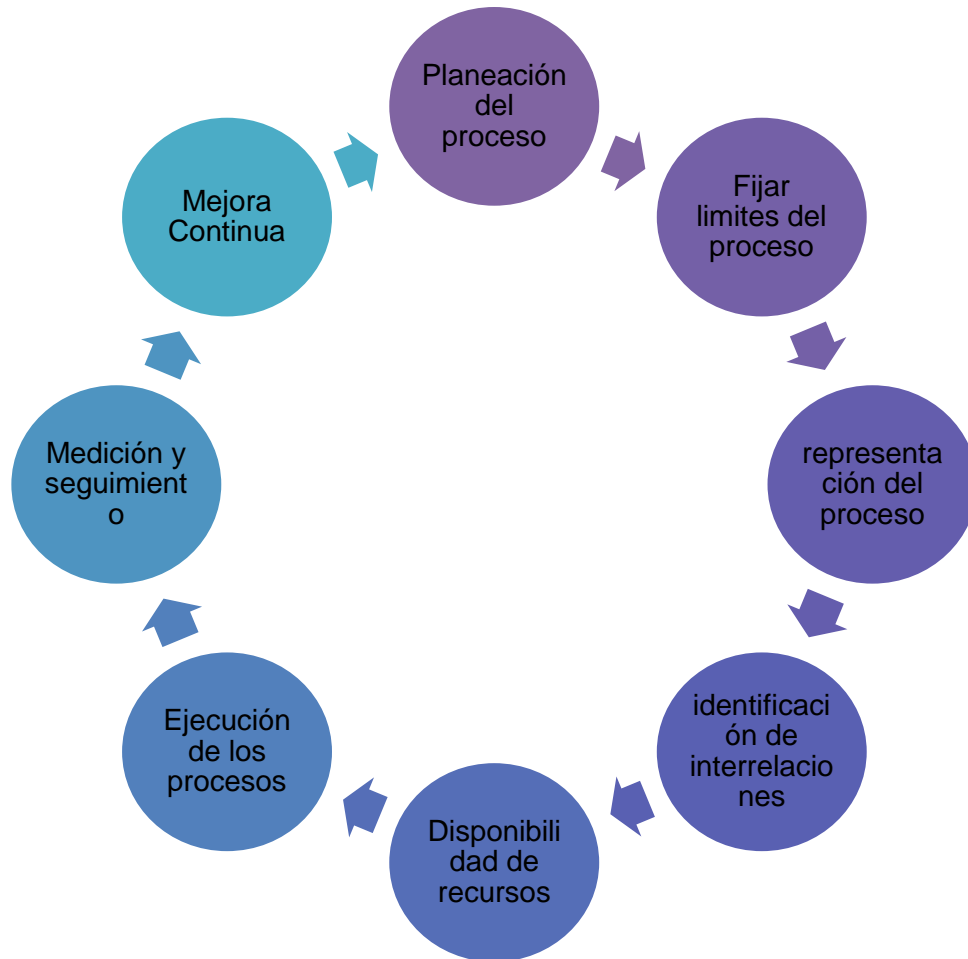 Planeación
del
proceso
Fijar
limites del
proceso
representa
ción del
proceso
identificaci
ón de
interrelacio
nes
Disponibili
dad de
recursos
Ejecución
de los
procesos
Medición y
seguimient
o
Mejora
Continua